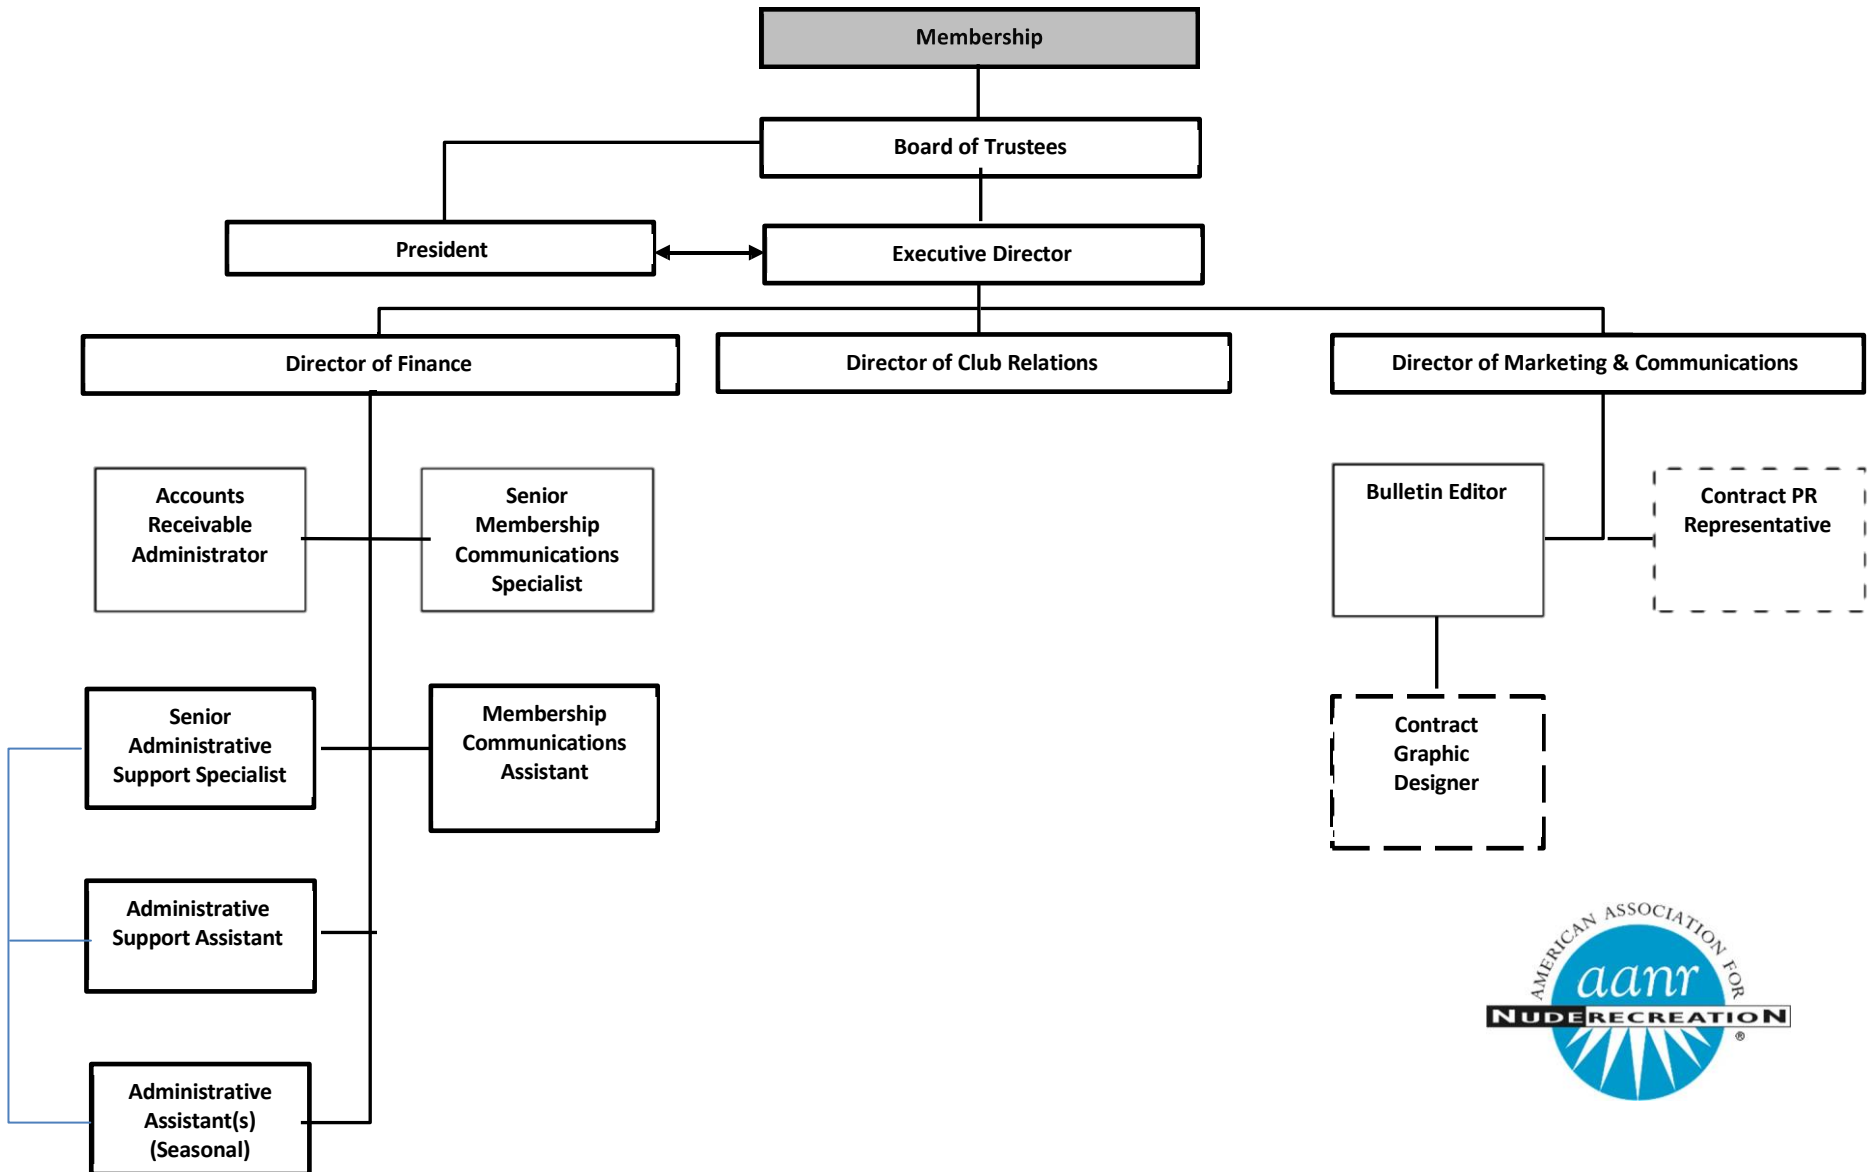 Membership
Board of Trustees
President
Executive Director
Director of Finance
Director of Club Relations
Director of Marketing & Communications
Accounts
Receivable
Administrator
Senior
Membership
Communications
Specialist
Bulletin Editor
Contract PR
Representative
Senior
Administrative
Support Specialist
Membership
Communications
Assistant
Contract
Graphic
Designer
Administrative
Support Assistant
Administrative
Assistant(s)
(Seasonal)
AMERICAN ASSOCIATION FOR
aanr
NUDERECREATION
®